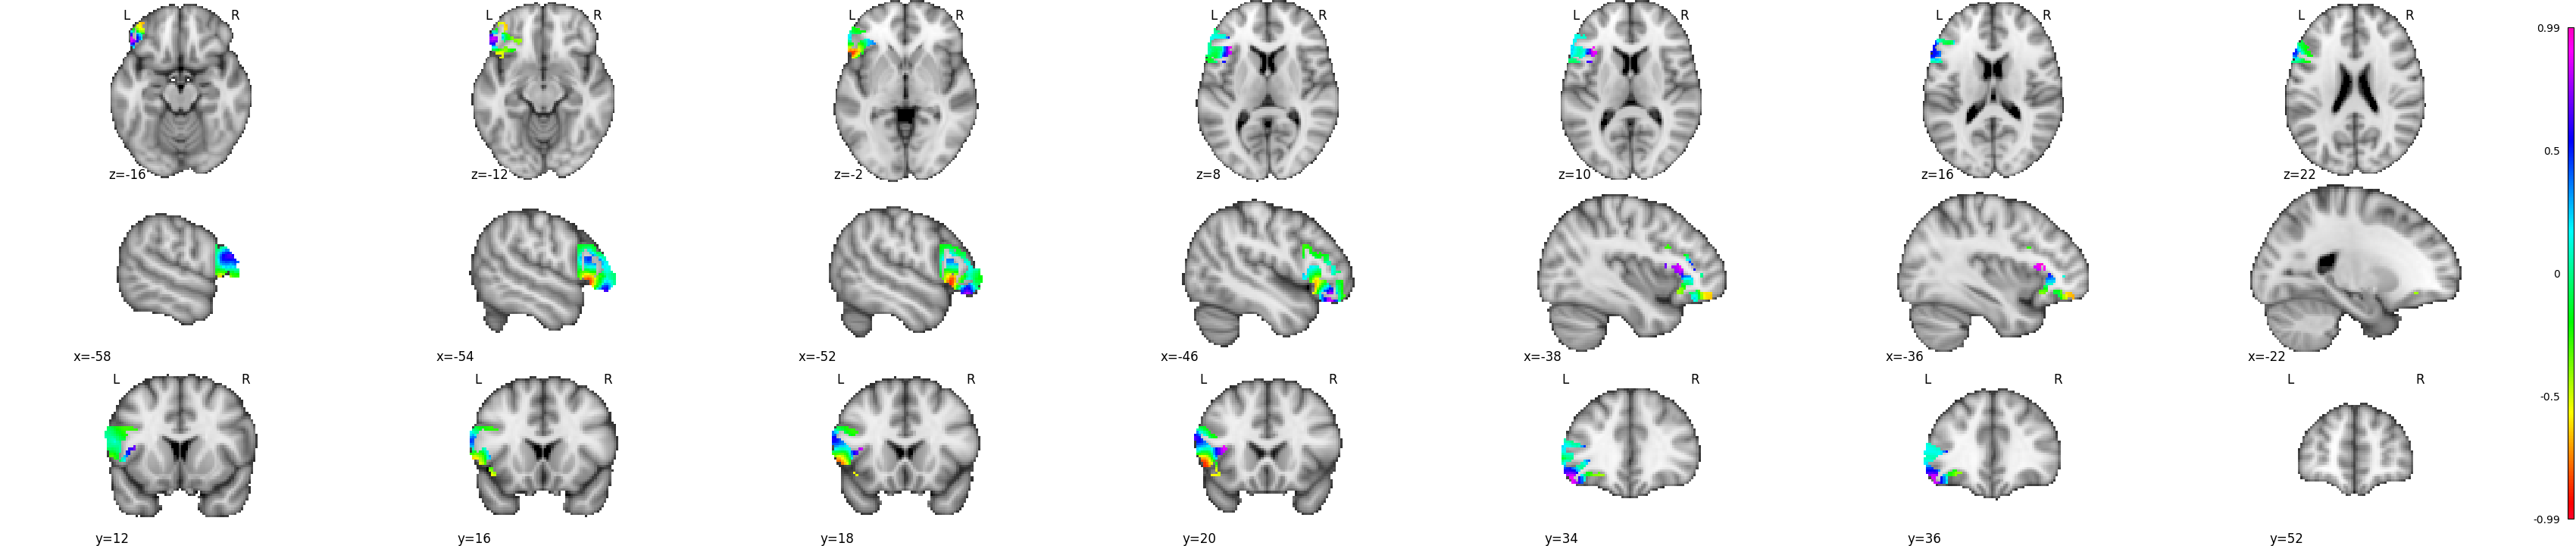 L R L R L R L R L R L R L R
0.99
0.5
0
-0.5
-0.99
z=-16 z=-12 z=-2 z=8 z=10 z=16 z=22
x=-58 x=-54 x=-52 x=-46 x=-38 x=-36 x=-22
L R L R L R L R L R L R L R
y=12 y=16 y=18 y=20 y=34 y=36 y=52